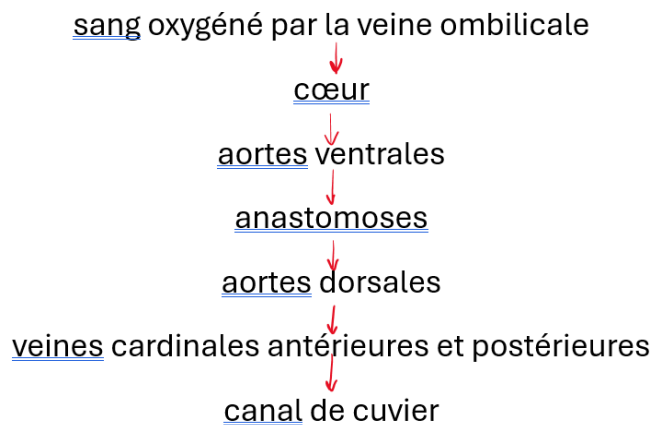 sang oxygéné par la veine ombilicale
cœur
aortes ventrales
anastomoses
aortes dorsales
veines cardinales antérieures et postérieures
canal de cuvier